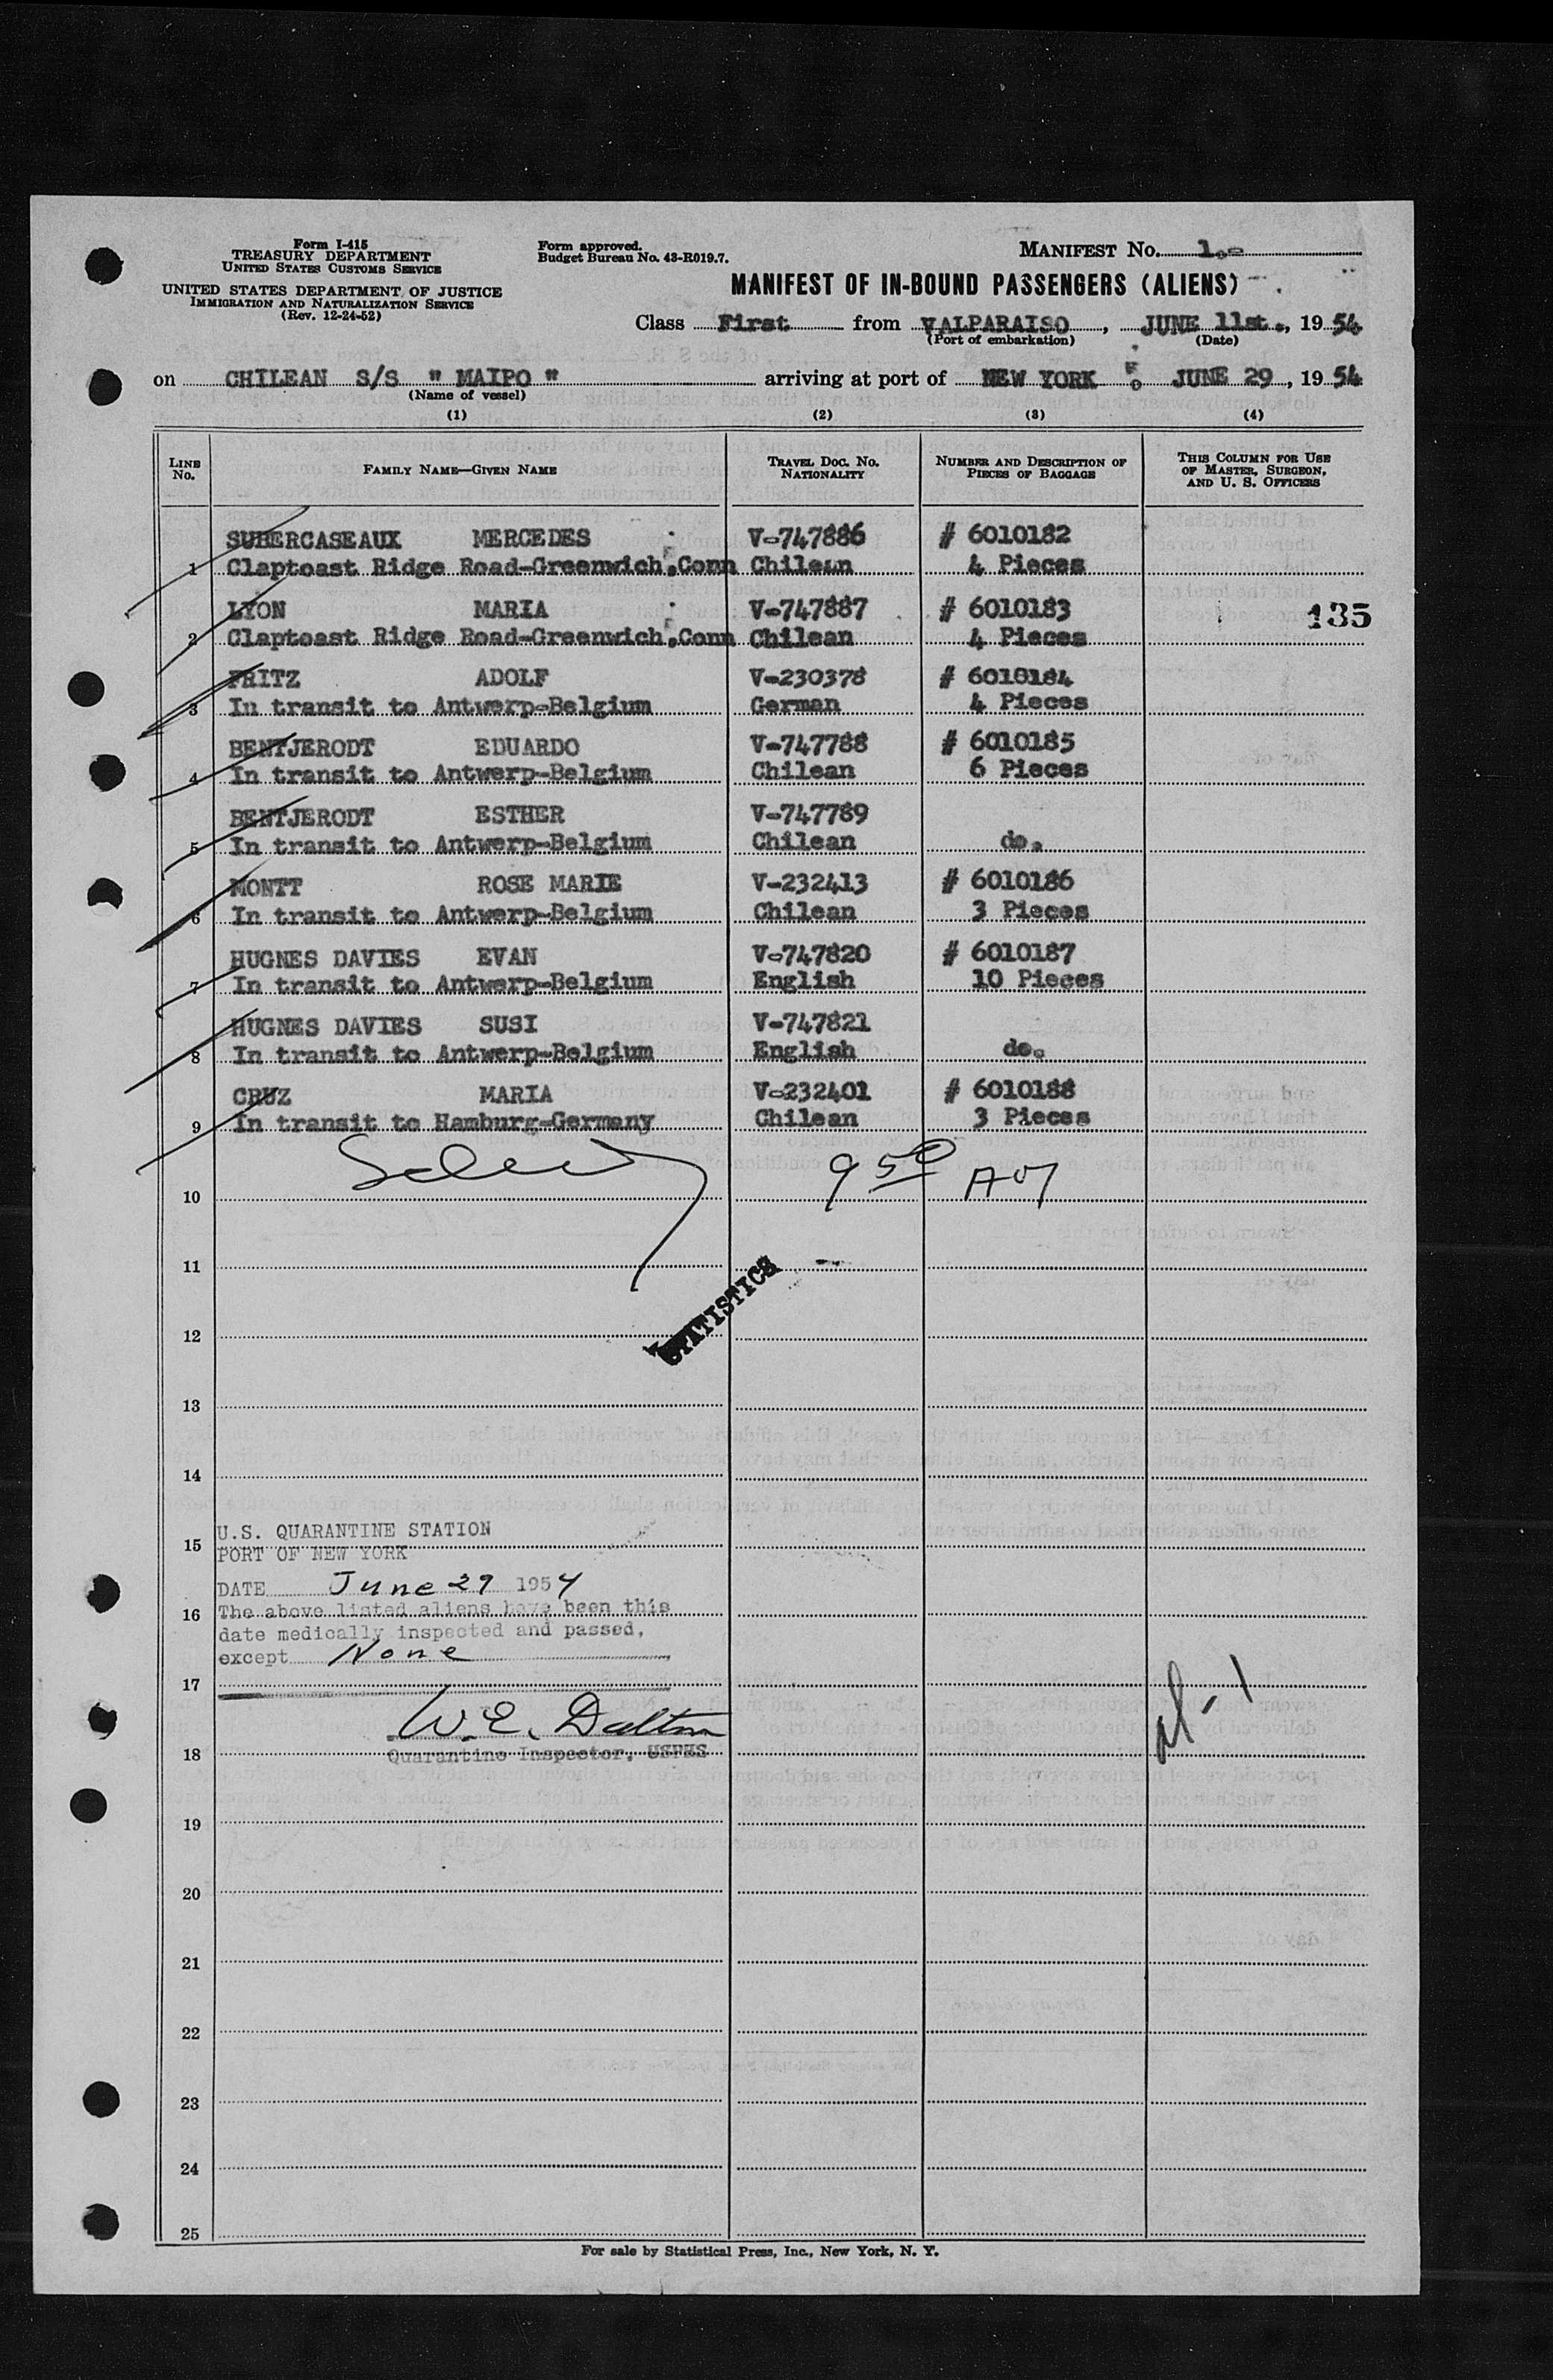 Form I-415
TREASURY DEPARTMENT
UNITED STATES CUSTOMS SERVICE
UNITED STATES DEPARTMENT OF JUSTICE
IMMIGRATION AND NATURALIZATION SERVICE
(Rev. 12-24-52)
Form approved.
Budget Bureau No. 43-R019.7.
MANIFEST No. 1.-
MANIFEST OF IN-BOUND PASSENGERS (ALIENS)
Class First from VALPARAISO, JUNE 11st., 1954
(Port of embarkation) (Date)
on CHILEAN S/S " MAIPO " arriving at port of NEW YORK JUNE 29, 1954
(Name of vessel)
(1) (2) (3) (4)
LINE No. FAMILY NAME—GIVEN NAME TRAVEL DOC. No. NATIONALITY NUMBER AND DESCRIPTION OF PIECES OF BAGGAGE THIS COLUMN FOR USE OF MASTER, SURGEON, AND U. S. OFFICERS
SUBERCASEAUX MERCEDES : V-747886 # 6010182
1 Claptoast Ridge Road-Greenwich.Conn Chilean 4 Pieces
LYON MARIA : V-747887 # 6010183 135
2 Claptoast Ridge Road-Greenwich.Conn Chilean 4 Pieces
FRITZ ADOLF V-230378 # 6010184
3 In transit to Antwerp-Belgium German 4 Pieces
BENTJERODT EDUARDO V-747788 # 6010185
4 In transit to Antwerp-Belgium Chilean 6 Pieces
BENTJERODT ESTHER V-747789
5 In transit to Antwerp-Belgium Chilean do.
MONTT ROSE MARIE V-232413 # 6010186
6 In transit to Antwerp-Belgium Chilean 3 Pieces
HUGNES DAVIES EVAN V-747820 # 6010187
7 In transit to Antwerp-Belgium English 10 Pieces
HUGNES DAVIES SUSI V-747821
8 In transit to Antwerp-Belgium English do.
CRUZ MARIA V-232401 # 6010188
9 In transit to Hamburg-Germany Chilean 3 Pieces
9 50 AM
10
11
STATISTICS
12
13
14
U.S. QUARANTINE STATION
15
PORT OF NEW YORK
DATE June 29 1954
16 The above listed aliens have been this
date medically inspected and passed,
except None
17
W. E. Dalton
18 Quarantine Inspector, USPHS
19
20
21
22
23
24
25
For sale by Statistical Press, Inc., New York, N. Y.